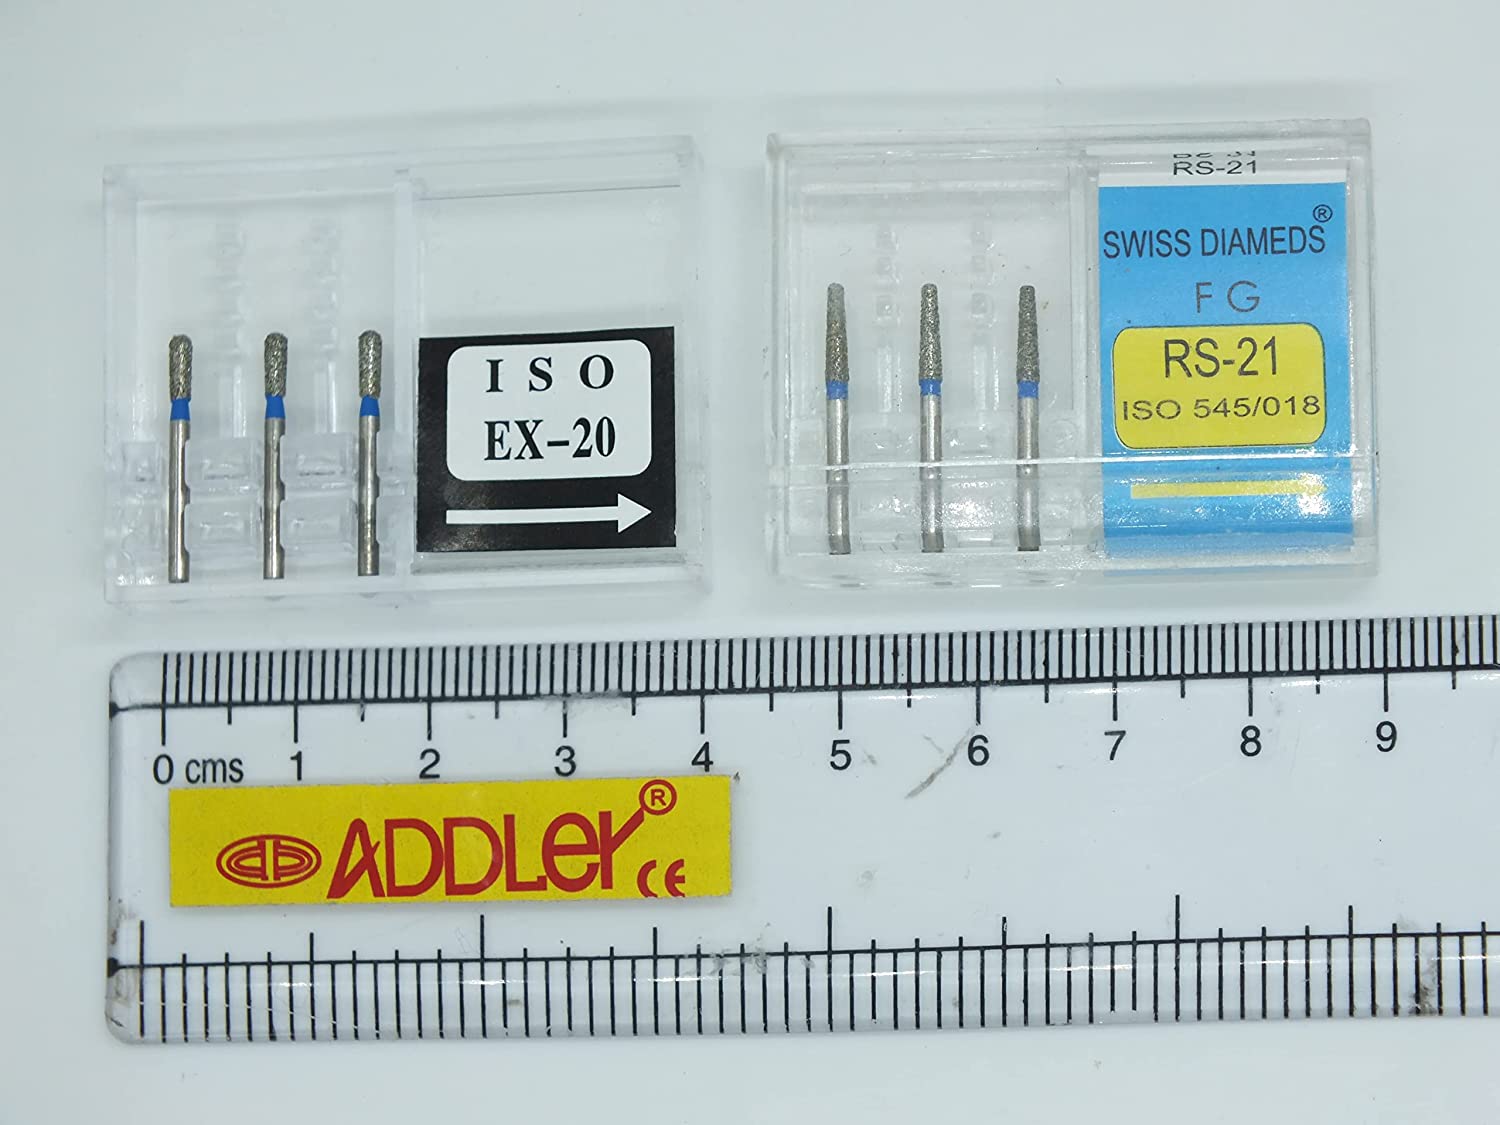 ISO
EX-20
RS-21
SWISS DIAMEDS®
FG
RS-21
ISO 545/018
0 cms 1 2 3 4 5 6 7 8 9
ADDLer®
CE